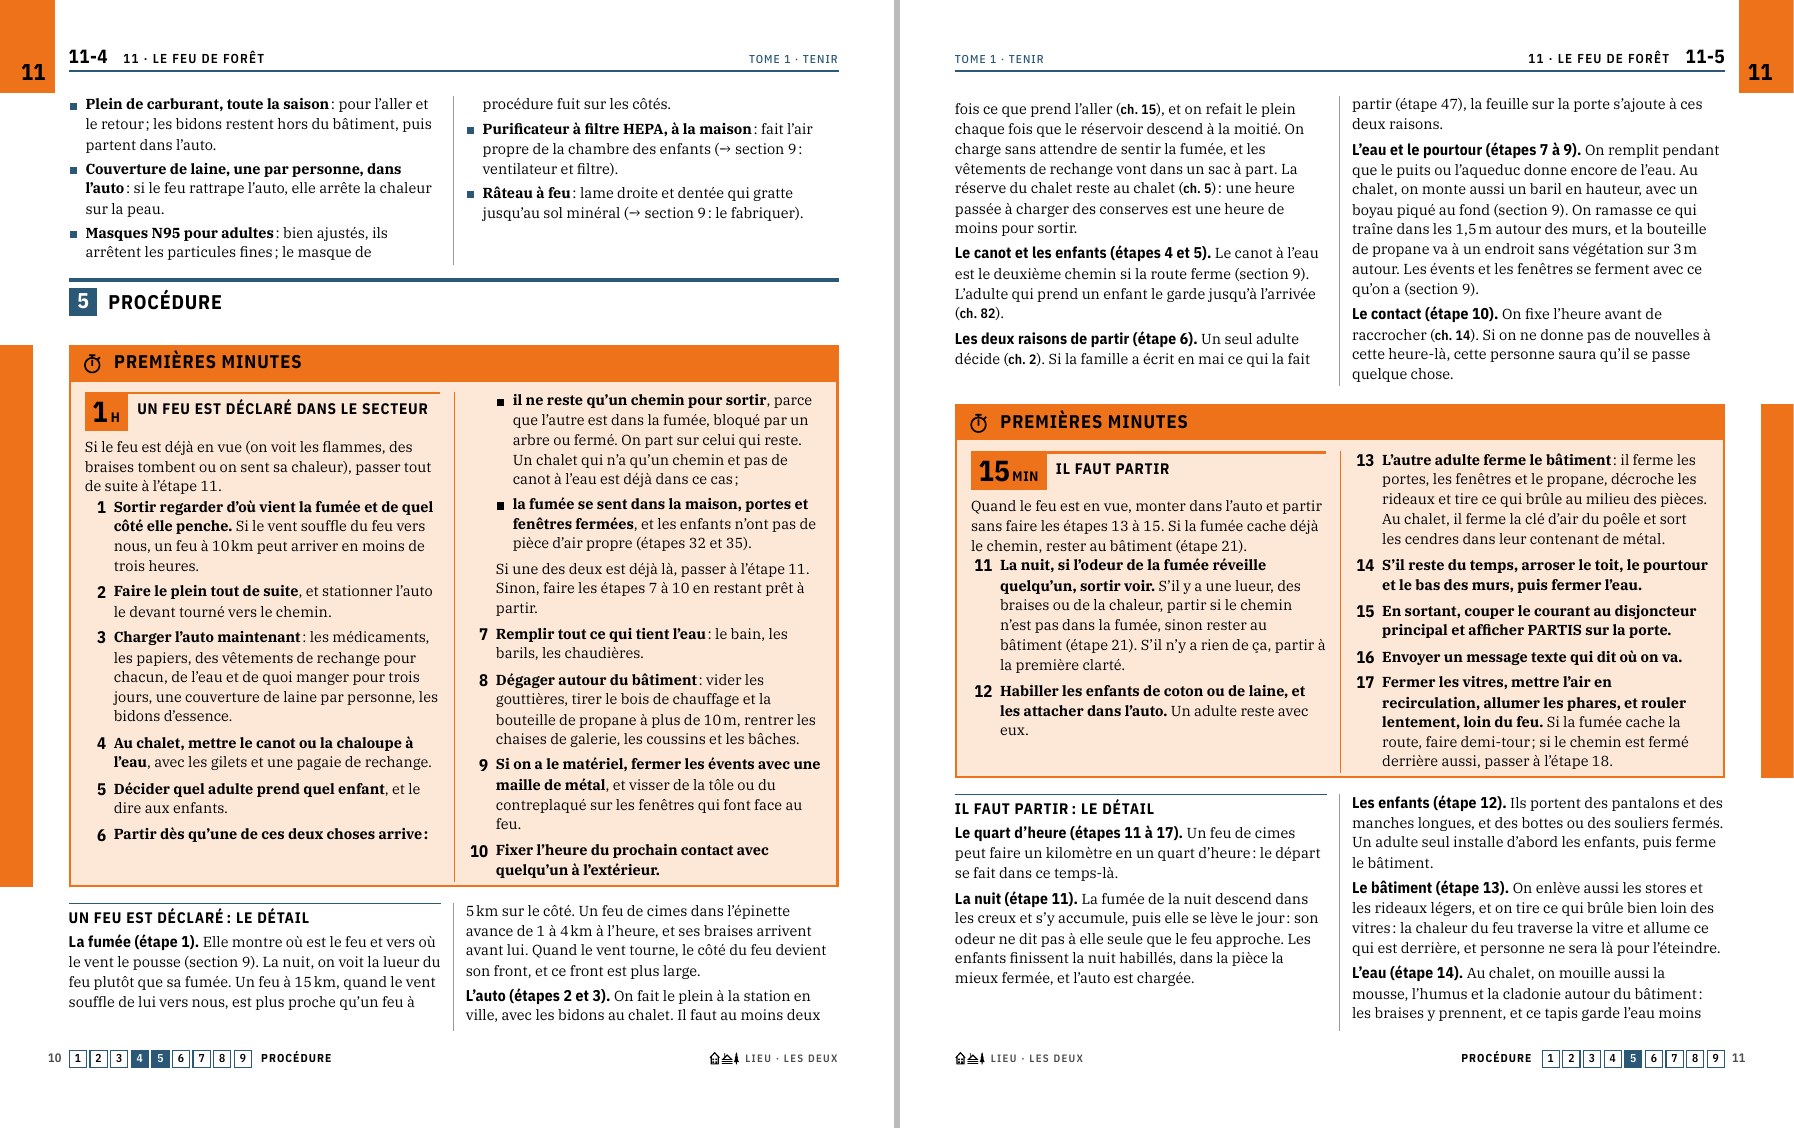 11
11-4 11 · LE FEU DE FORÊT
TOME 1 · TENIR
Plein de carburant, toute la saison : pour l’aller et
le retour ; les bidons restent hors du bâtiment, puis
partent dans l’auto.
Couverture de laine, une par personne, dans
l’auto : si le feu rattrape l’auto, elle arrête la chaleur
sur la peau.
Masques N95 pour adultes : bien ajustés, ils
arrêtent les particules fines ; le masque de
procédure fuit sur les côtés.
Purificateur à filtre HEPA, à la maison : fait l’air
propre de la chambre des enfants (→ section 9 :
ventilateur et filtre).
Râteau à feu : lame droite et dentée qui gratte
jusqu’au sol minéral (→ section 9 : le fabriquer).
5 PROCÉDURE
PREMIÈRES MINUTES
1 H UN FEU EST DÉCLARÉ DANS LE SECTEUR
Si le feu est déjà en vue (on voit les flammes, des
braises tombent ou on sent sa chaleur), passer tout
de suite à l’étape 11.
1 Sortir regarder d’où vient la fumée et de quel
côté elle penche. Si le vent souffle du feu vers
nous, un feu à 10 km peut arriver en moins de
trois heures.
2 Faire le plein tout de suite, et stationner l’auto
le devant tourné vers le chemin.
3 Charger l’auto maintenant : les médicaments,
les papiers, des vêtements de rechange pour
chacun, de l’eau et de quoi manger pour trois
jours, une couverture de laine par personne, les
bidons d’essence.
4 Au chalet, mettre le canot ou la chaloupe à
l’eau, avec les gilets et une pagaie de rechange.
5 Décider quel adulte prend quel enfant, et le
dire aux enfants.
6 Partir dès qu’une de ces deux choses arrive :
il ne reste qu’un chemin pour sortir, parce
que l’autre est dans la fumée, bloqué par un
arbre ou fermé. On part sur celui qui reste.
Un chalet qui n’a qu’un chemin et pas de
canot à l’eau est déjà dans ce cas ;
la fumée se sent dans la maison, portes et
fenêtres fermées, et les enfants n’ont pas de
pièce d’air propre (étapes 32 et 35).
Si une des deux est déjà là, passer à l’étape 11.
Sinon, faire les étapes 7 à 10 en restant prêt à
partir.
7 Remplir tout ce qui tient l’eau : le bain, les
barils, les chaudières.
8 Dégager autour du bâtiment : vider les
gouttières, tirer le bois de chauffage et la
bouteille de propane à plus de 10 m, rentrer les
chaises de galerie, les coussins et les bâches.
9 Si on a le matériel, fermer les évents avec une
maille de métal, et visser de la tôle ou du
contreplaqué sur les fenêtres qui font face au
feu.
10 Fixer l’heure du prochain contact avec
quelqu’un à l’extérieur.
UN FEU EST DÉCLARÉ : LE DÉTAIL
La fumée (étape 1). Elle montre où est le feu et vers où
le vent le pousse (section 9). La nuit, on voit la lueur du
feu plutôt que sa fumée. Un feu à 15 km, quand le vent
souffle de lui vers nous, est plus proche qu’un feu à
5 km sur le côté. Un feu de cimes dans l’épinette
avance de 1 à 4 km à l’heure, et ses braises arrivent
avant lui. Quand le vent tourne, le côté du feu devient
son front, et ce front est plus large.
L’auto (étapes 2 et 3). On fait le plein à la station en
ville, avec les bidons au chalet. Il faut au moins deux
10 1 2 3 4 5 6 7 8 9 PROCÉDURE
LIEU · LES DEUX
TOME 1 · TENIR
11 · LE FEU DE FORÊT 11-5
11
fois ce que prend l’aller (ch. 15), et on refait le plein
chaque fois que le réservoir descend à la moitié. On
charge sans attendre de sentir la fumée, et les
vêtements de rechange vont dans un sac à part. La
réserve du chalet reste au chalet (ch. 5) : une heure
passée à charger des conserves est une heure de
moins pour sortir.
Le canot et les enfants (étapes 4 et 5). Le canot à l’eau
est le deuxième chemin si la route ferme (section 9).
L’adulte qui prend un enfant le garde jusqu’à l’arrivée
(ch. 82).
Les deux raisons de partir (étape 6). Un seul adulte
décide (ch. 2). Si la famille a écrit en mai ce qui la fait
partir (étape 47), la feuille sur la porte s’ajoute à ces
deux raisons.
L’eau et le pourtour (étapes 7 à 9). On remplit pendant
que le puits ou l’aqueduc donne encore de l’eau. Au
chalet, on monte aussi un baril en hauteur, avec un
boyau piqué au fond (section 9). On ramasse ce qui
traîne dans les 1,5 m autour des murs, et la bouteille
de propane va à un endroit sans végétation sur 3 m
autour. Les évents et les fenêtres se ferment avec ce
qu’on a (section 9).
Le contact (étape 10). On fixe l’heure avant de
raccrocher (ch. 14). Si on ne donne pas de nouvelles à
cette heure-là, cette personne saura qu’il se passe
quelque chose.
PREMIÈRES MINUTES
15 MIN IL FAUT PARTIR
Quand le feu est en vue, monter dans l’auto et partir
sans faire les étapes 13 à 15. Si la fumée cache déjà
le chemin, rester au bâtiment (étape 21).
11 La nuit, si l’odeur de la fumée réveille
quelqu’un, sortir voir. S’il y a une lueur, des
braises ou de la chaleur, partir si le chemin
n’est pas dans la fumée, sinon rester au
bâtiment (étape 21). S’il n’y a rien de ça, partir à
la première clarté.
12 Habiller les enfants de coton ou de laine, et
les attacher dans l’auto. Un adulte reste avec
eux.
13 L’autre adulte ferme le bâtiment : il ferme les
portes, les fenêtres et le propane, décroche les
rideaux et tire ce qui brûle au milieu des pièces.
Au chalet, il ferme la clé d’air du poêle et sort
les cendres dans leur contenant de métal.
14 S’il reste du temps, arroser le toit, le pourtour
et le bas des murs, puis fermer l’eau.
15 En sortant, couper le courant au disjoncteur
principal et afficher PARTIS sur la porte.
16 Envoyer un message texte qui dit où on va.
17 Fermer les vitres, mettre l’air en
recirculation, allumer les phares, et rouler
lentement, loin du feu. Si la fumée cache la
route, faire demi-tour ; si le chemin est fermé
derrière aussi, passer à l’étape 18.
IL FAUT PARTIR : LE DÉTAIL
Le quart d’heure (étapes 11 à 17). Un feu de cimes
peut faire un kilomètre en un quart d’heure : le départ
se fait dans ce temps-là.
La nuit (étape 11). La fumée de la nuit descend dans
les creux et s’y accumule, puis elle se lève le jour : son
odeur ne dit pas à elle seule que le feu approche. Les
enfants finissent la nuit habillés, dans la pièce la
mieux fermée, et l’auto est chargée.
Les enfants (étape 12). Ils portent des pantalons et des
manches longues, et des bottes ou des souliers fermés.
Un adulte seul installe d’abord les enfants, puis ferme
le bâtiment.
Le bâtiment (étape 13). On enlève aussi les stores et
les rideaux légers, et on tire ce qui brûle bien loin des
vitres : la chaleur du feu traverse la vitre et allume ce
qui est derrière, et personne ne sera là pour l’éteindre.
L’eau (étape 14). Au chalet, on mouille aussi la
mousse, l’humus et la cladonie autour du bâtiment :
les braises y prennent, et ce tapis garde l’eau moins
LIEU · LES DEUX
PROCÉDURE 1 2 3 4 5 6 7 8 9 11